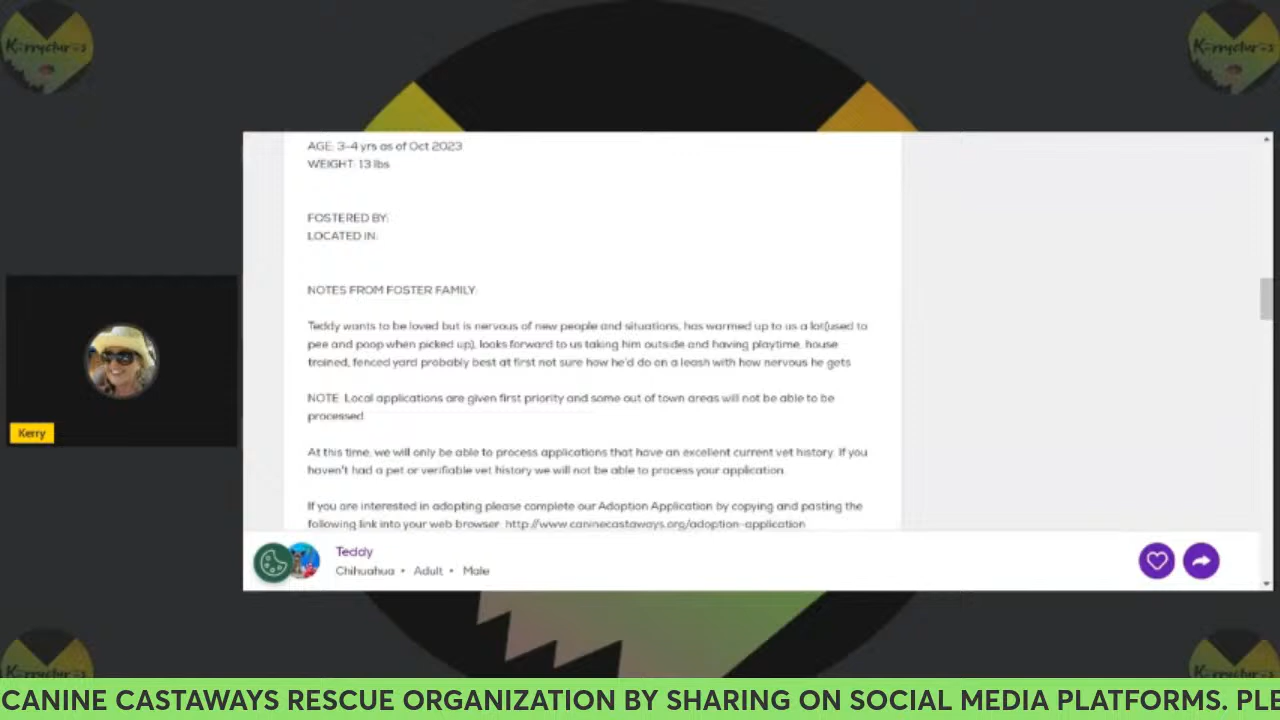 Kerryclures
Kerryclures
AGE: 3-4 yrs as of Oct 2023
WEIGHT: 13 lbs
FOSTERED BY:
LOCATED IN:
NOTES FROM FOSTER FAMILY:
Teddy wants to be loved but is nervous of new people and situations, has warmed up to us a lot(used to
pee and poop when picked up), looks forward to us taking him outside and having playtime, house
trained, fenced yard probably best at first not sure how he'd do on a leash with how nervous he gets
NOTE: Local applications are given first priority and some out of town areas will not be able to be
processed.
At this time, we will only be able to process applications that have an excellent current vet history. If you
haven't had a pet or verifiable vet history we will not be able to process your application.
If you are interested in adopting please complete our Adoption Application by copying and pasting the
following link into your web browser: http://www.caninecastaways.org/adoption-application
Kerry
Teddy
Chihuahua • Adult • Male
CANINE CASTAWAYS RESCUE ORGANIZATION BY SHARING ON SOCIAL MEDIA PLATFORMS. PLE